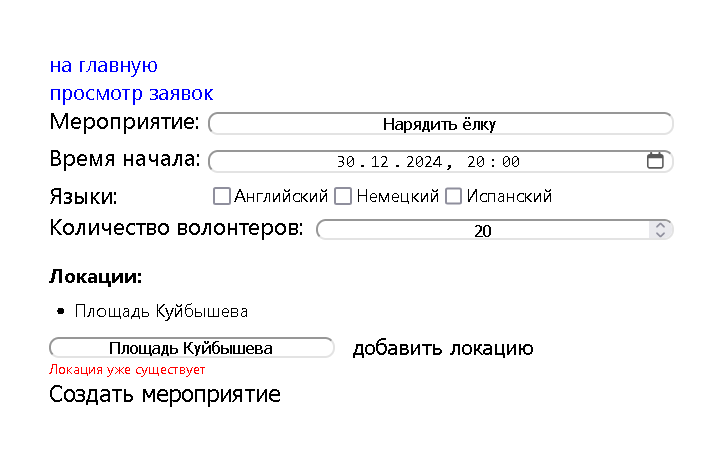 на главную
просмотр заявок
Мероприятие: Нарядить ёлку
Время начала: 30.12.2024, 20:00
Языки: Английский Немецкий Испанский
Количество волонтеров: 20
Локации:
Площадь Куйбышева
Площадь Куйбышева добавить локацию
Локация уже существует
Создать мероприятие